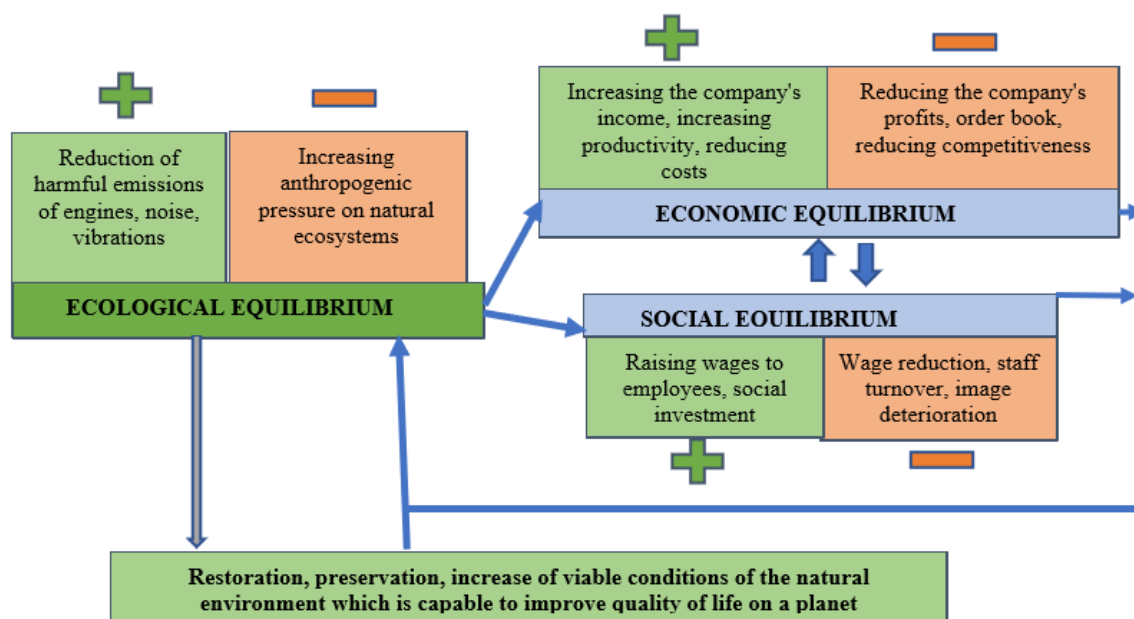 Reduction of
harmful emissions
of engines, noise,
vibrations
Increasing
anthropogenic
pressure on natural
ecosystems
ECOLOGICAL EQUILIBRIUM
Increasing the company's
income, increasing
productivity, reducing
costs
Reducing the company's
profits, order book,
reducing competitiveness
ECONOMIC EQUILIBRIUM
SOCIAL EOUILIBRIUM
Raising wages to
employees, social
investment
Wage reduction, staff
turnover, image
deterioration
Restoration, preservation, increase of viable conditions of the natural
environment which is capable to improve quality of life on a planet